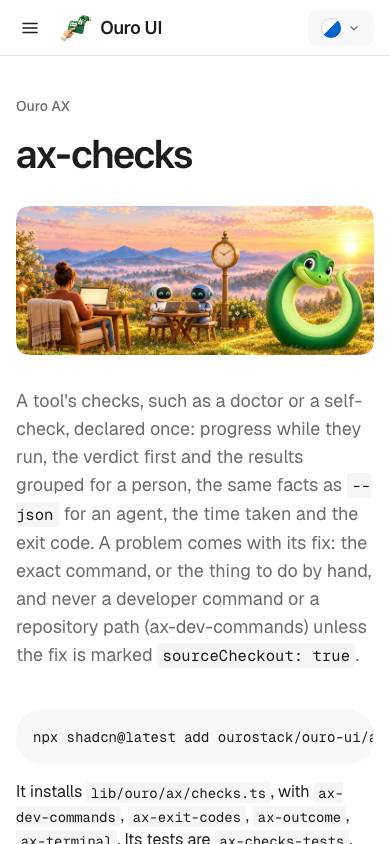 Ouro UI
Ouro AX
ax-checks
A tool's checks, such as a doctor or a self-
check, declared once: progress while they
run, the verdict first and the results
grouped for a person, the same facts as --
json for an agent, the time taken and the
exit code. A problem comes with its fix: the
exact command, or the thing to do by hand,
and never a developer command or a
repository path (ax-dev-commands) unless
the fix is marked sourceCheckout: true.
npx shadcn@latest add ourostack/ouro-ui/a
It installs lib/ouro/ax/checks.ts, with ax-
dev-commands, ax-exit-codes, ax-outcome,
ax-terminal. Its tests are ax-checks-tests.